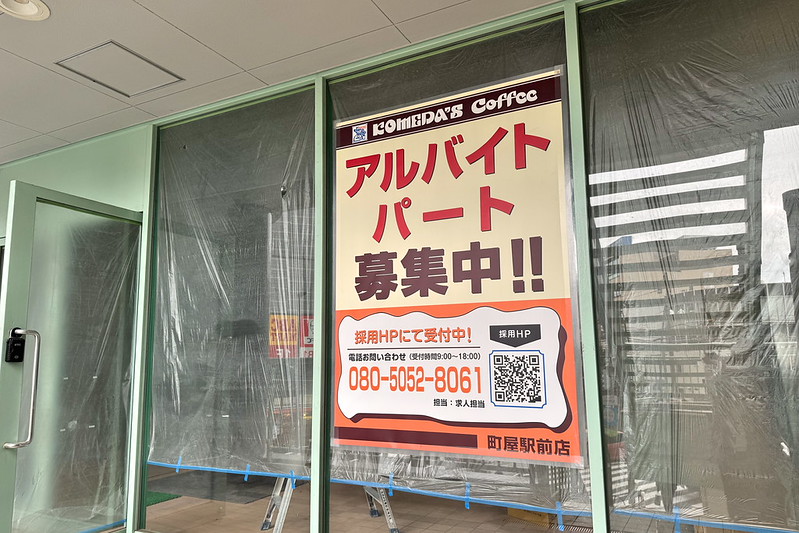 KOMEDA'S Coffee
アルバイト
パート
募集中!!
採用HPにて受付中!
電話お問い合わせ(受付時間9:00〜18:00)
080-5052-8061
担当：求人担当
採用HP
町屋駅前店